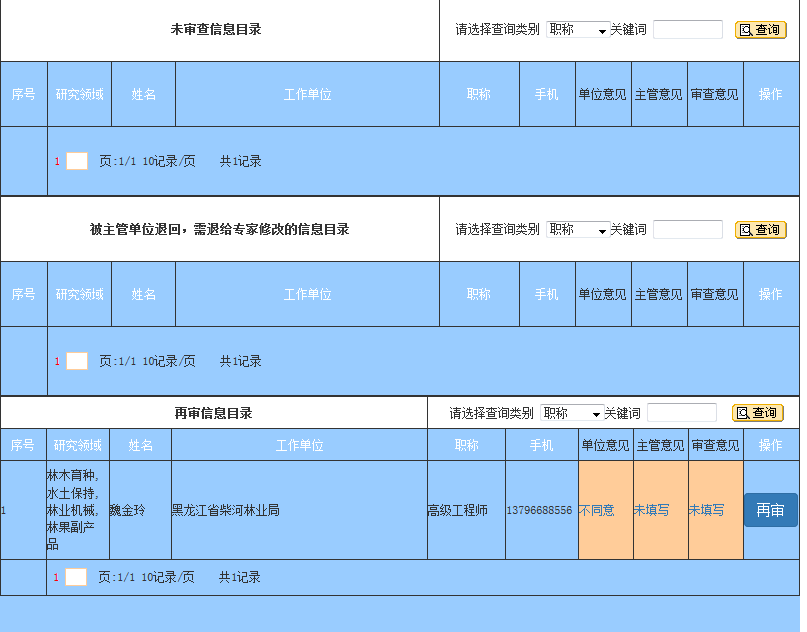 未审查信息目录 请选择查询类别 职称 关键词 查询
序号 研究领域 姓名 工作单位 职称 手机 单位意见 主管意见 审查意见 操作
1 页:1/1 10记录/页 共1记录
被主管单位退回，需退给专家修改的信息目录 请选择查询类别 职称 关键词 查询
序号 研究领域 姓名 工作单位 职称 手机 单位意见 主管意见 审查意见 操作
1 页:1/1 10记录/页 共1记录
再审信息目录 请选择查询类别 职称 关键词 查询
序号 研究领域 姓名 工作单位 职称 手机 单位意见 主管意见 审查意见 操作
1
林木育种,
水土保持,
林业机械,
林果副产
品
魏金玲 黑龙江省柴河林业局 高级工程师 13796688556 不同意 未填写 未填写 再审
1 页:1/1 10记录/页 共1记录